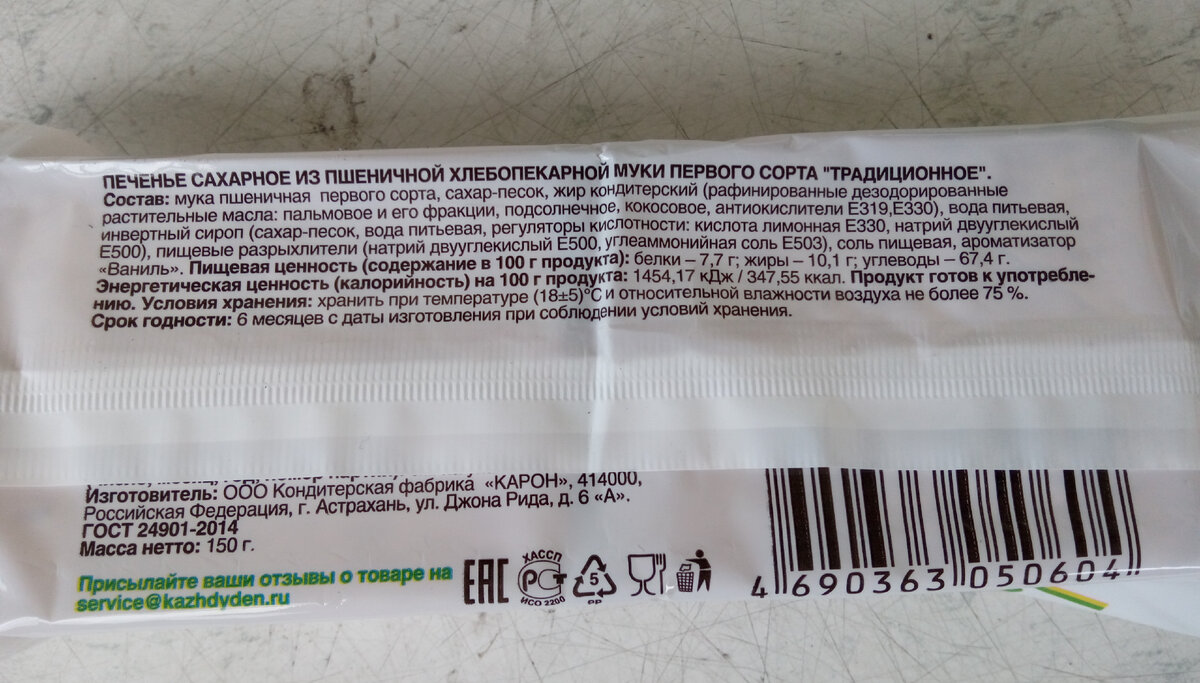 ПЕЧЕНЬЕ САХАРНОЕ ИЗ ПШЕНИЧНОЙ ХЛЕБОПЕКАРНОЙ МУКИ ПЕРВОГО СОРТА "ТРАДИЦИОННОЕ".
Состав: мука пшеничная первого сорта, сахар-песок, жир кондитерский (рафинированные дезодорированные
растительные масла: пальмовое и его фракции, подсолнечное, кокосовое, антиокислители Е319,Е330), вода питьевая,
инвертный сироп (сахар-песок, вода питьевая, регуляторы кислотности: кислота лимонная Е330, натрий двууглекислый
Е500), пищевые разрыхлители (натрий двууглекислый Е500, углеаммонийная соль Е503), соль пищевая, ароматизатор
«Ваниль». Пищевая ценность (содержание в 100 г продукта): белки – 7,7 г; жиры – 10,1 г; углеводы – 67,4 г.
Энергетическая ценность (калорийность) на 100 г продукта: 1454,17 кДж / 347,55 ккал. Продукт готов к употребле-
нию. Условия хранения: хранить при температуре (18±5)°С и относительной влажности воздуха не более 75 %.
Срок годности: 6 месяцев с даты изготовления при соблюдении условий хранения.
Изготовитель: ООО Кондитерская фабрика «КАРОН», 414000,
Российская Федерация, г. Астрахань, ул. Джона Рида, д. 6 «А».
ГОСТ 24901-2014
Масса нетто: 150 г.
Присылайте ваши отзывы о товаре на
service@kazhdyden.ru
ЕАС
ХАССП
РСТ
ИСО 2200
5
PP
4 690363 050604